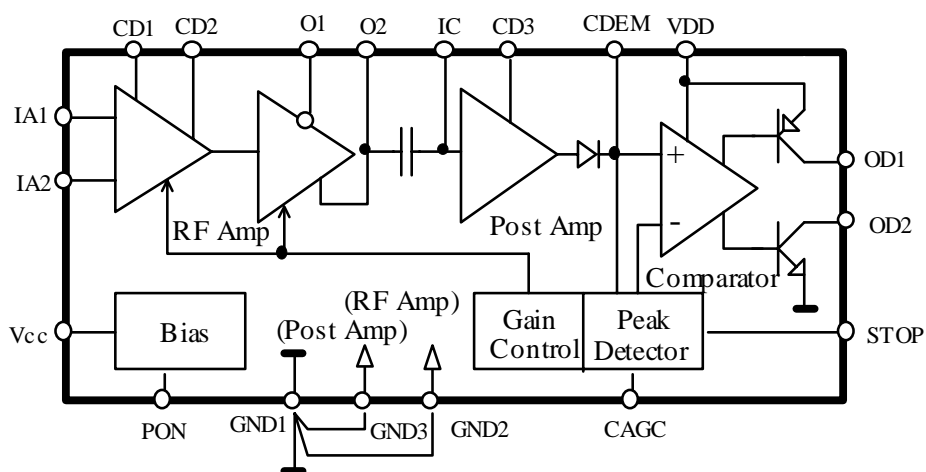 CD1 CD2 O1 O2 IC CD3 CDEM VDD
IA1
IA2
OD1
OD2
+
-
RF Amp
Post Amp
Comparator
(RF Amp)
(Post Amp)
Vcc
Bias
Gain
Control
Peak
Detector
STOP
PON
GND1
GND3
GND2
CAGC